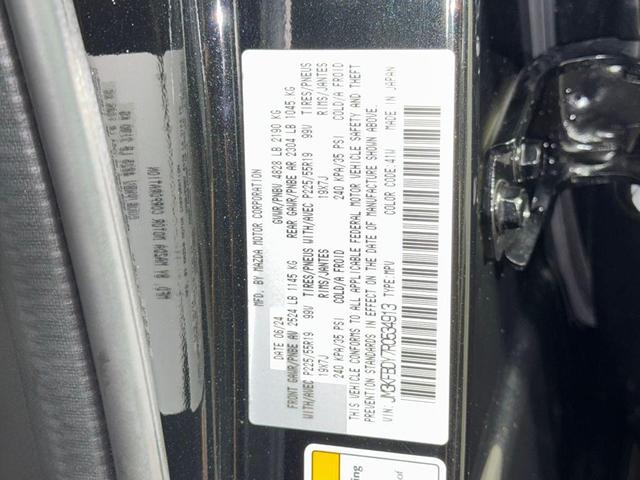 MFD. BY MAZDA MOTOR CORPORATION
DATE 06/24 GVWR/PNBV 4828 LB 2190 KG
FRONT GAWR/PNBE AV 2524 LB 1145 KG REAR GAWR/PNBE AR 2304 LB 1045 KG
WITH/AVEC P225/55R19 99V TIRES/PNEUS WITH/AVEC P225/55R19 99V TIRES/PNEUS
19X7J RIMS/JANTES 19X7J RIMS/JANTES
240 KPA/35 PSI COLD/A FROID 240 KPA/35 PSI COLD/A FROID
THIS VEHICLE CONFORMS TO ALL APPLICABLE FEDERAL MOTOR VEHICLE SAFETY AND THEFT
PREVENTION STANDARDS IN EFFECT ON THE DATE OF MANUFACTURE SHOWN ABOVE.
VIN: TYPE:MPV COLOR CODE:41W MADE IN JAPAN
of